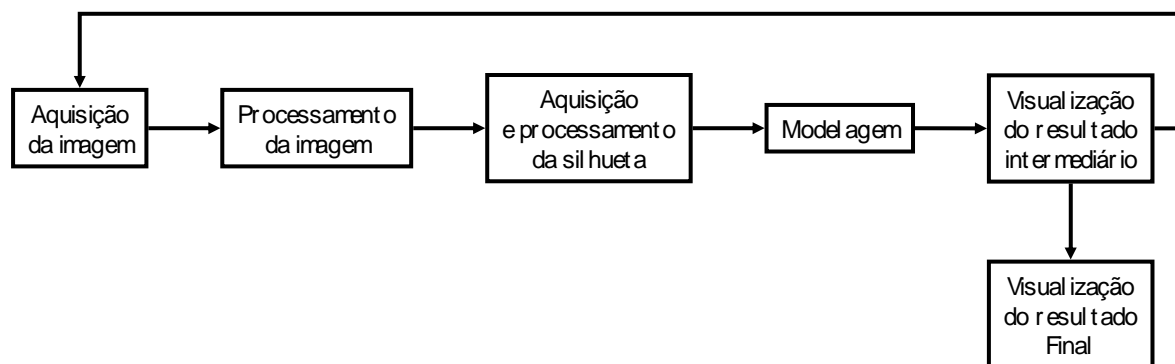 Aquisição
da imagem
Processamento
da imagem
Aquisição
e processamento
da silhueta
Modelagem
Visualização
do resultado
intermediário
Visualização
do resultado
Final